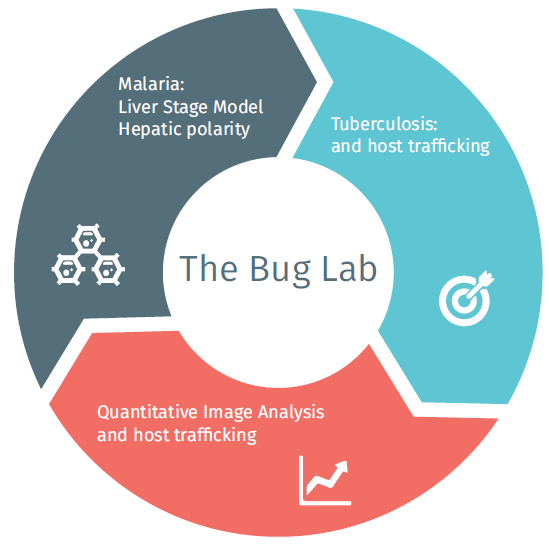 Malaria:
Liver Stage Model
Hepatic polarity
Tuberculosis:
and host trafficking
The Bug Lab
Quantitative Image Analysis
and host trafficking